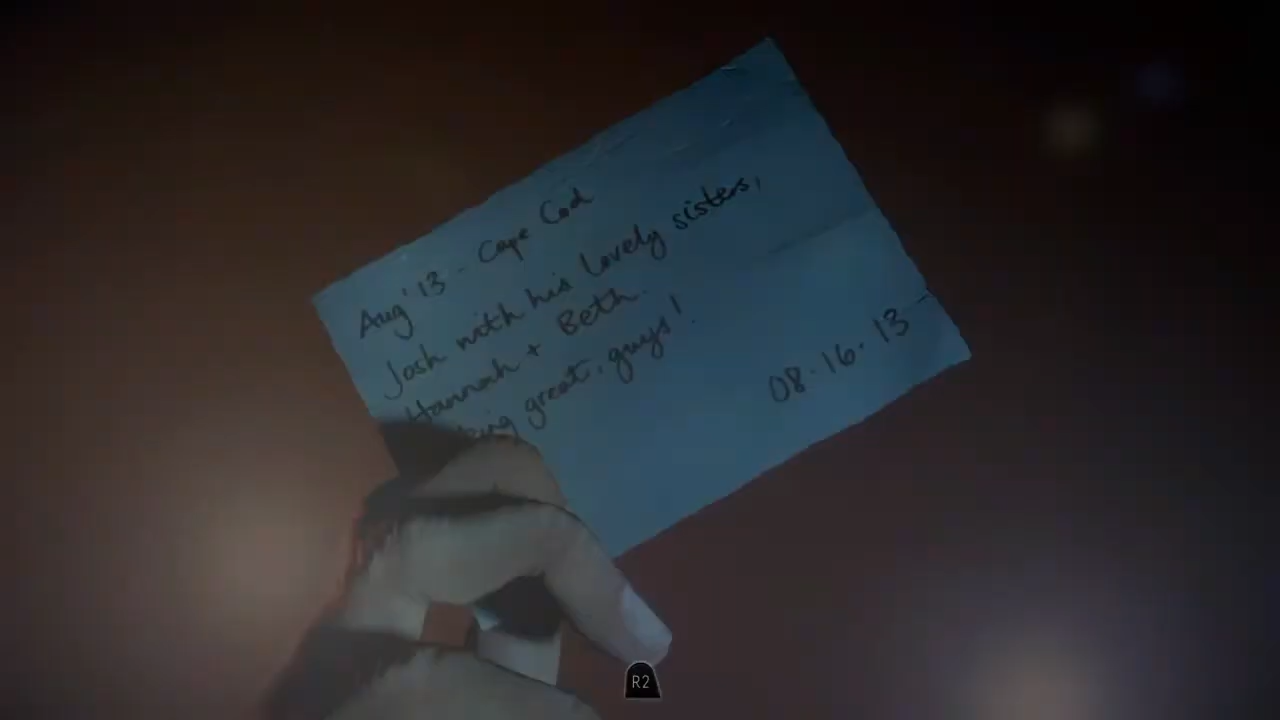 Aug '13 - Cape Cod
Josh with his lovely sisters,
Hannah + Beth.
great, guys!
08.16.13
R2